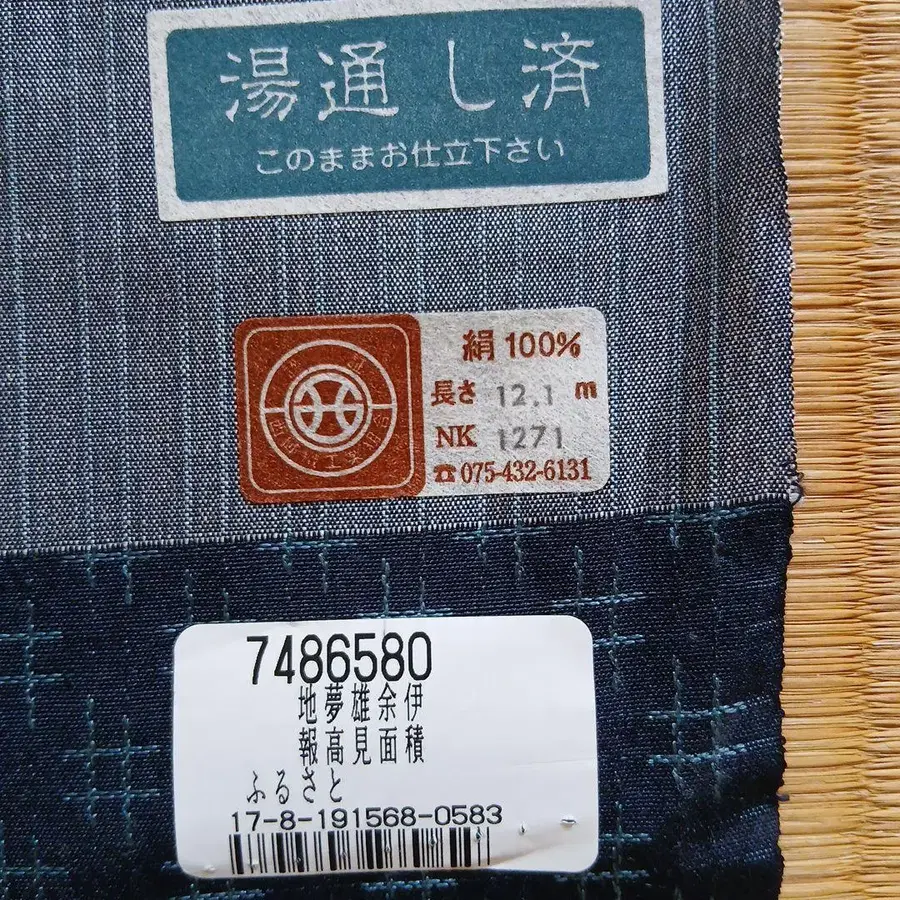 湯通し済
このままお仕立下さい
絹 100%
長さ 12.1 m
NK 1271
☎075-432-6131
7486580
地夢雄余伊
報高見面積
ふるさと
17-8-191568-0583